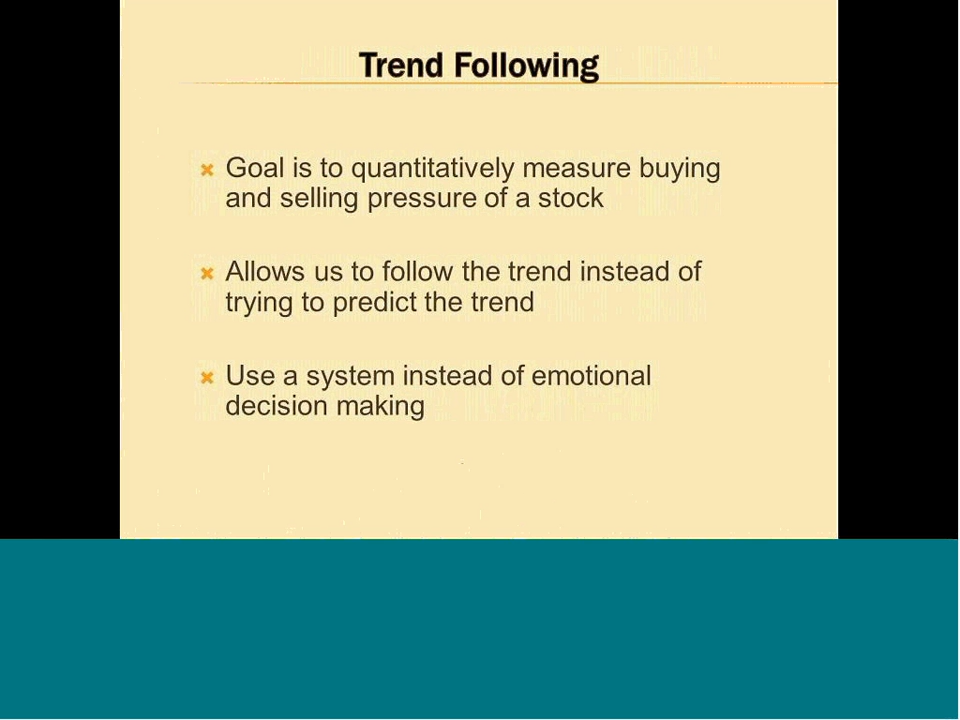 Trend Following
Goal is to quantitatively measure buying
and selling pressure of a stock
Allows us to follow the trend instead of
trying to predict the trend
Use a system instead of emotional
decision making